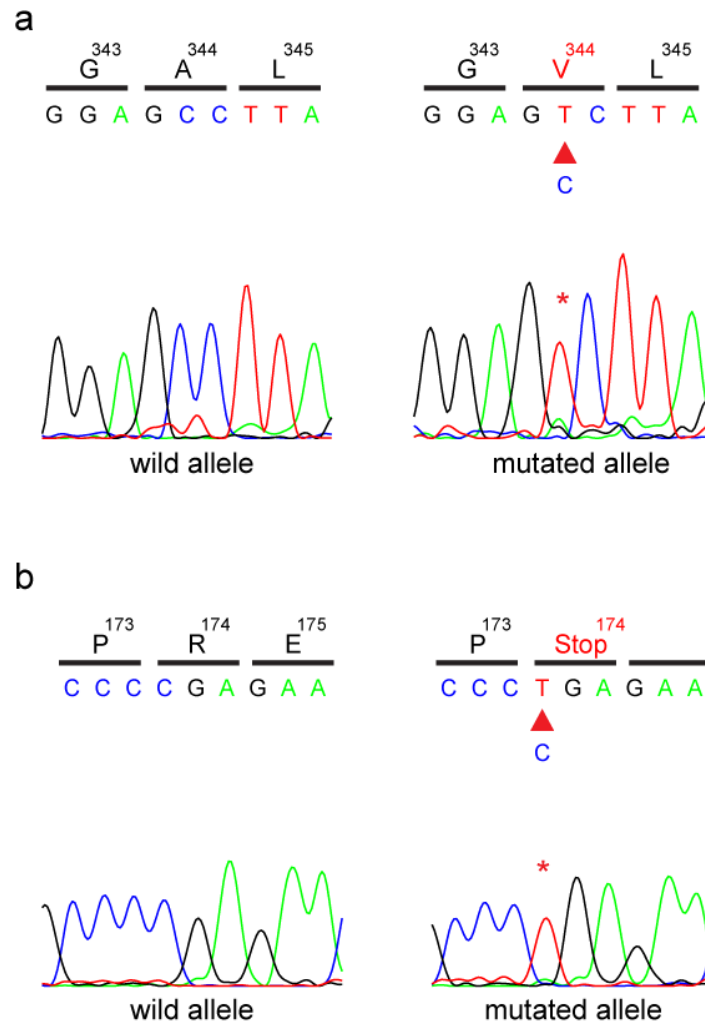 a
343 344 345 343 344 345
G A L G V L
G G A G C C T T A G G A G T C T T A
C
*
wild allele mutated allele
b
173 174 175 173 174
P R E P Stop
C C C C G A G A A C C C T G A G A A
C
*
wild allele mutated allele